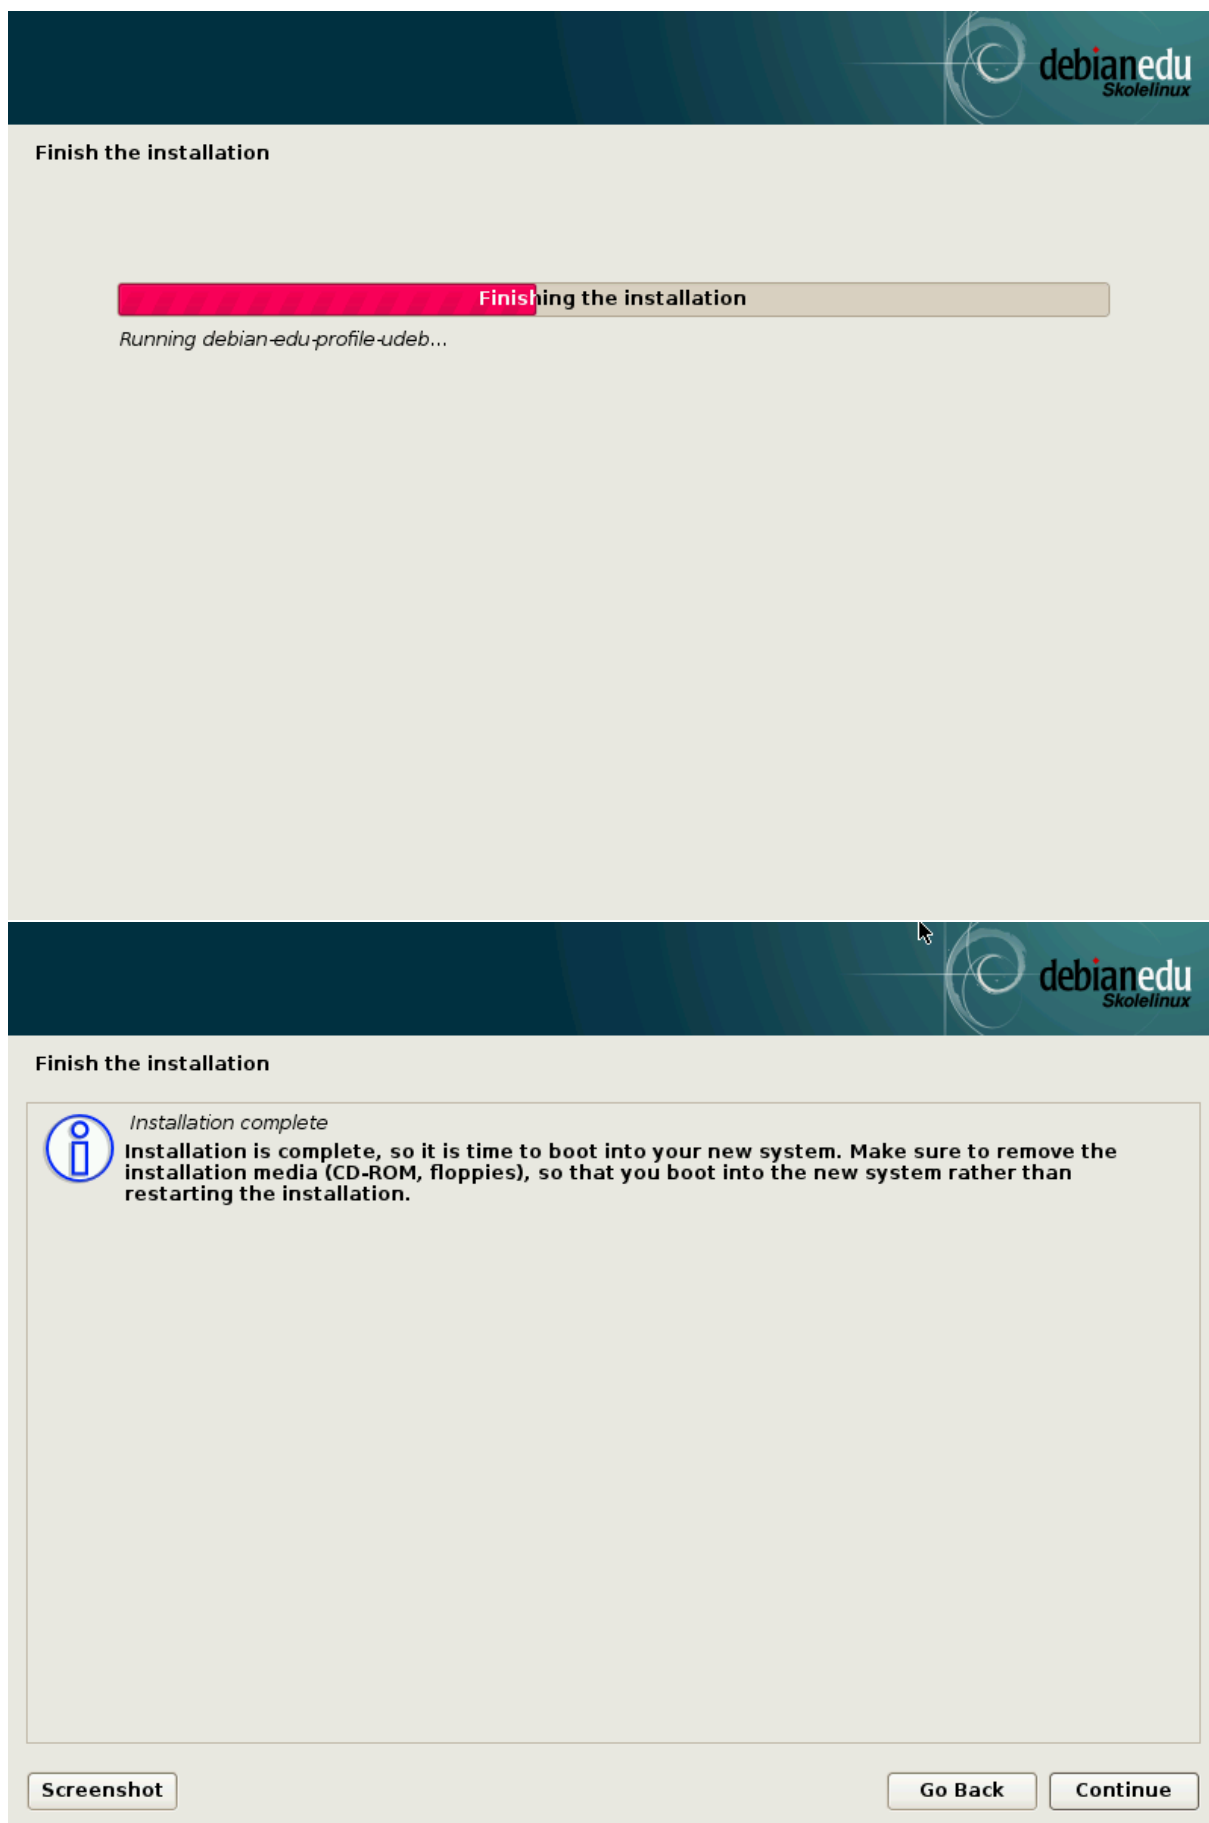 debianedu
Skolelinux
Finish the installation
Finishing the installation
Running debian-edu-profile-udeb...
debianedu
Skolelinux
Finish the installation
Installation complete
Installation is complete, so it is time to boot into your new system. Make sure to remove the
installation media (CD-ROM, floppies), so that you boot into the new system rather than
restarting the installation.
Screenshot
Go Back
Continue